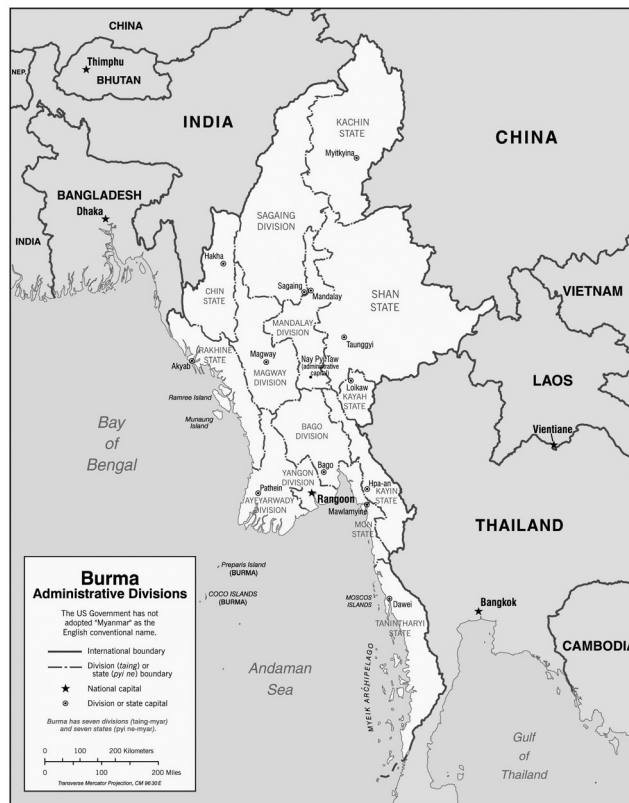 CHINA
Thimphu
NEP.
BHUTAN
INDIA
KACHIN
STATE
Myitkyina
CHINA
BANGLADESH
Dhaka
INDIA
SAGAING
DIVISION
Hakha
CHIN
STATE
Sagaing
Mandalay
SHAN
STATE
VIETNAM
MANDALAY
DIVISION
Taunggyi
RAKHINE
STATE
Akyab
Magway
MAGWAY
DIVISION
Nay Pyi Taw
(administrative
capital)
Loikaw
KAYAH
STATE
LAOS
Ramree Island
Munaung
Island
Bay
of
Bengal
BAGO
DIVISION
Vientiane
YANGON
DIVISION
Bago
Pathein
AYEYARWADY
DIVISION
Rangoon
Hpa-an
KAYIN
STATE
Mawlamyine
MON
STATE
THAILAND
Preparis Island
(BURMA)
COCO ISLANDS
(BURMA)
MOSCOS
ISLANDS
Dawei
TANINTHARYI
STATE
Bangkok
CAMBODIA
MYEIK ARCHIPELAGO
Andaman
Sea
Gulf
of
Thailand
Burma
Administrative Divisions
The US Government has not
adopted "Myanmar" as the
English conventional name.
International boundary
Division (taing) or
state (pyi ne) boundary
National capital
Division or state capital
Burma has seven divisions (taing-myar)
and seven states (pyi ne-myar).
0 100 200 Kilometers
0 100 200 Miles
Transverse Mercator Projection, CM 96 30 E